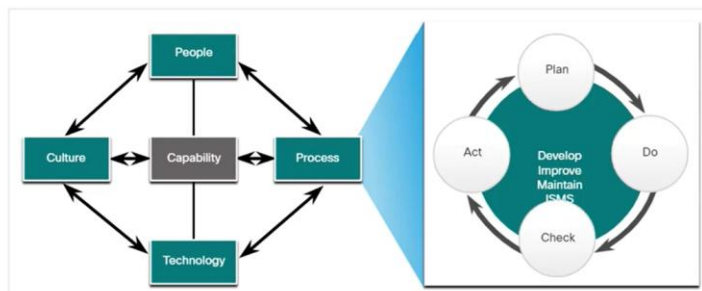 People
Culture
Capability
Process
Technology
Plan
Act
Do
Develop
Improve
Maintain
ISMS
Check